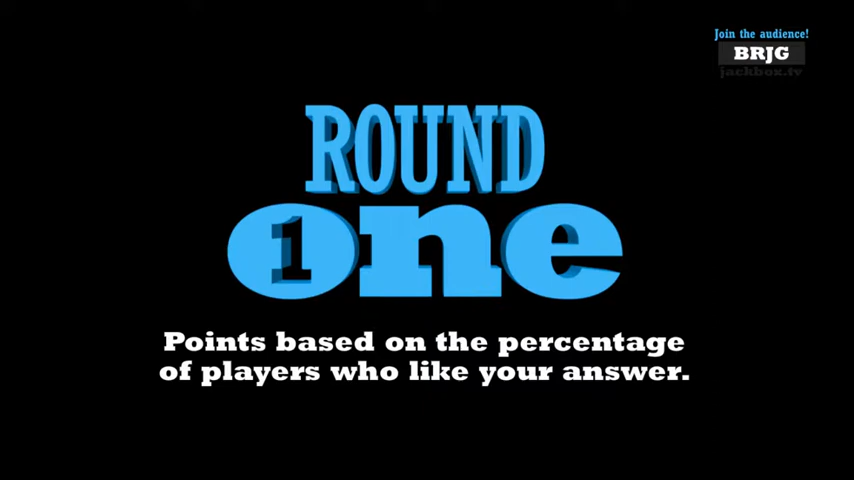 Join the audience!
BRJG
jackbox.tv
ROUND
One
1
Points based on the percentage
of players who like your answer.